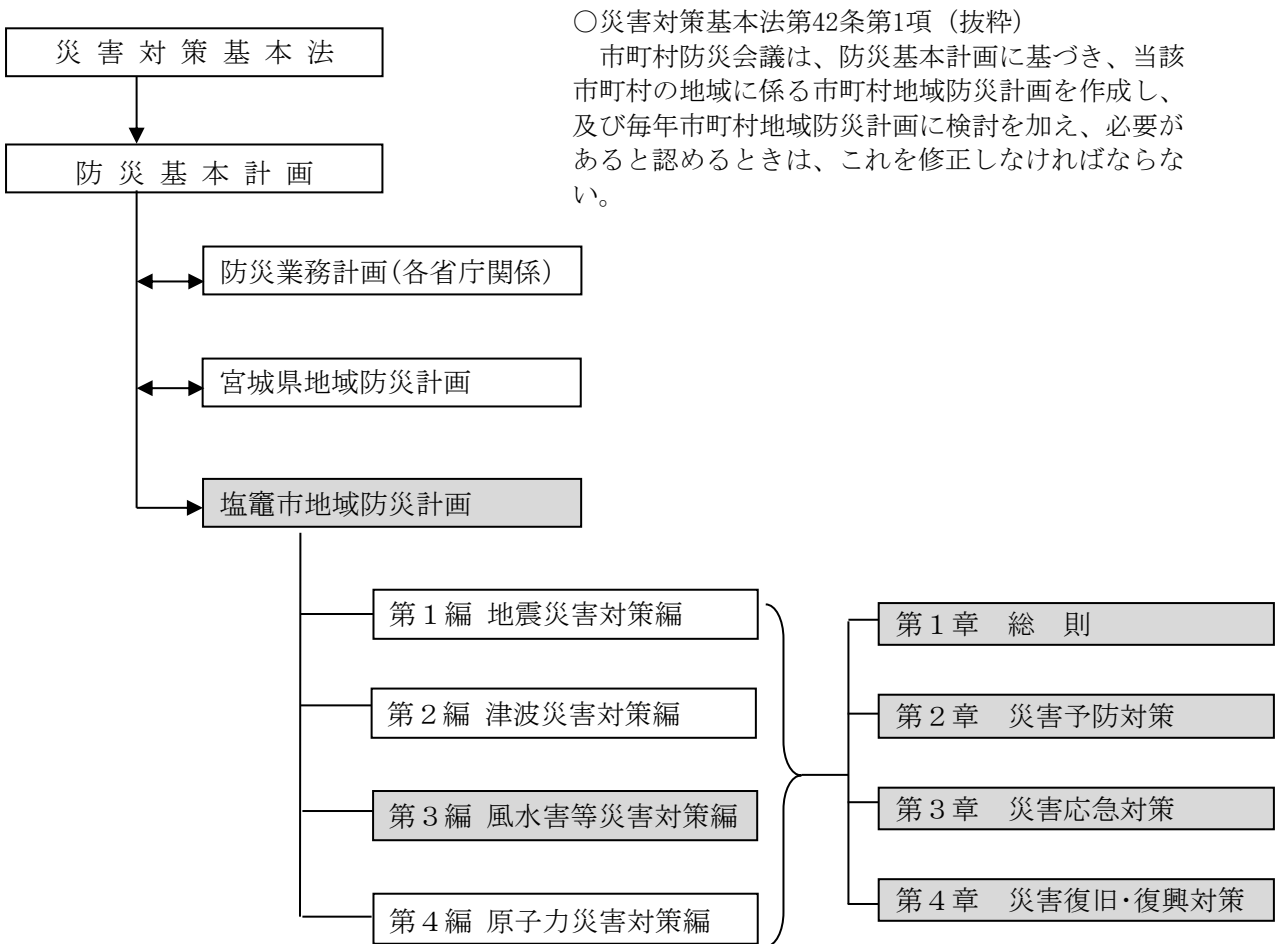 災 害 対 策 基 本 法
防 災 基 本 計 画
○災害対策基本法第42条第1項（抜粋）
　市町村防災会議は、防災基本計画に基づき、当該
市町村の地域に係る市町村地域防災計画を作成し、
及び毎年市町村地域防災計画に検討を加え、必要が
あると認めるときは、これを修正しなければならな
い。
防災業務計画(各省庁関係)
宮城県地域防災計画
塩竈市地域防災計画
第１編 地震災害対策編
第２編 津波災害対策編
第３編 風水害等災害対策編
第４編 原子力災害対策編
第１章　総　則
第２章　災害予防対策
第３章　災害応急対策
第４章　災害復旧･復興対策